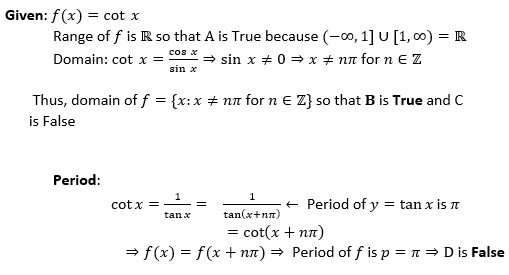 Given: f(x) = cot x
Range of f is ℝ so that A is True because (−∞, 1] ∪ [1, ∞) = ℝ
Domain: cot x = cos x / sin x ⇒ sin x ≠ 0 ⇒ x ≠ nπ for n ∈ ℤ
Thus, domain of f = {x: x ≠ nπ for n ∈ ℤ} so that B is True and C
is False
Period:
cot x = 1 / tan x = 1 / tan(x+nπ) ← Period of y = tan x is π
= cot(x + nπ)
⇒ f(x) = f(x + nπ) ⇒ Period of f is p = π ⇒ D is False